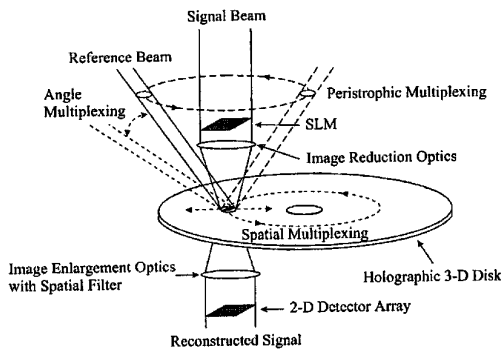 Signal Beam
Reference Beam
Angle
Multiplexing
Peristrophic Multiplexing
SLM
Image Reduction Optics
Spatial Multiplexing
Image Enlargement Optics
with Spatial Filter
Holographic 3-D Disk
2-D Detector Array
Reconstructed Signal